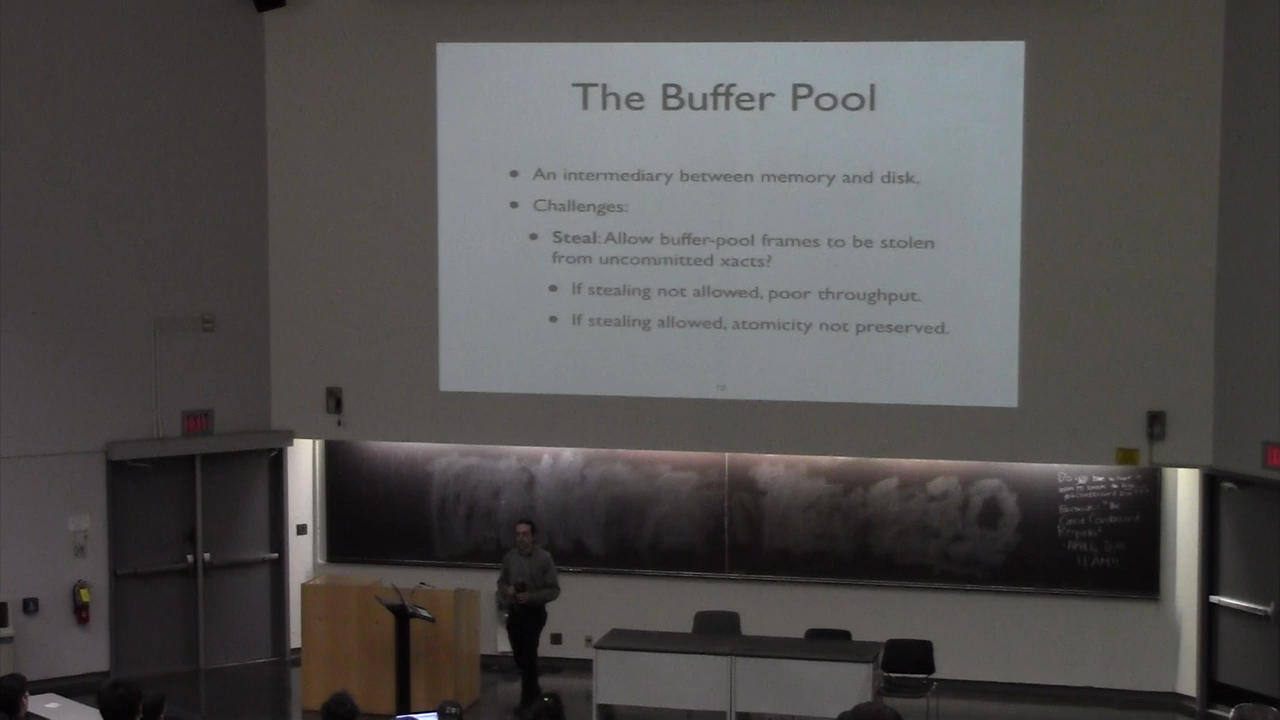 The Buffer Pool
• An intermediary between memory and disk.
• Challenges:
• Steal: Allow buffer-pool frames to be stolen
from uncommitted xacts?
• If stealing not allowed, poor throughput.
• If stealing allowed, atomicity not preserved.
EXIT